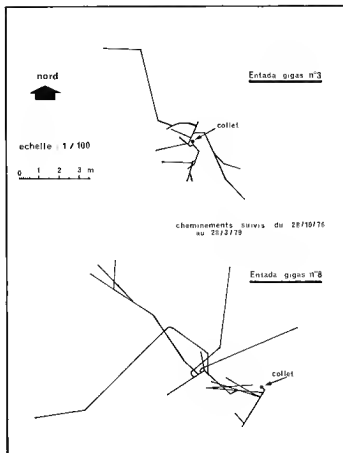 nord
Entada gigas n°3
collet
echelle : 1/100
0 1 2 3 m
cheminements suivis du 28/10/76
au 28/3/79
Entada gigas n°8
collet